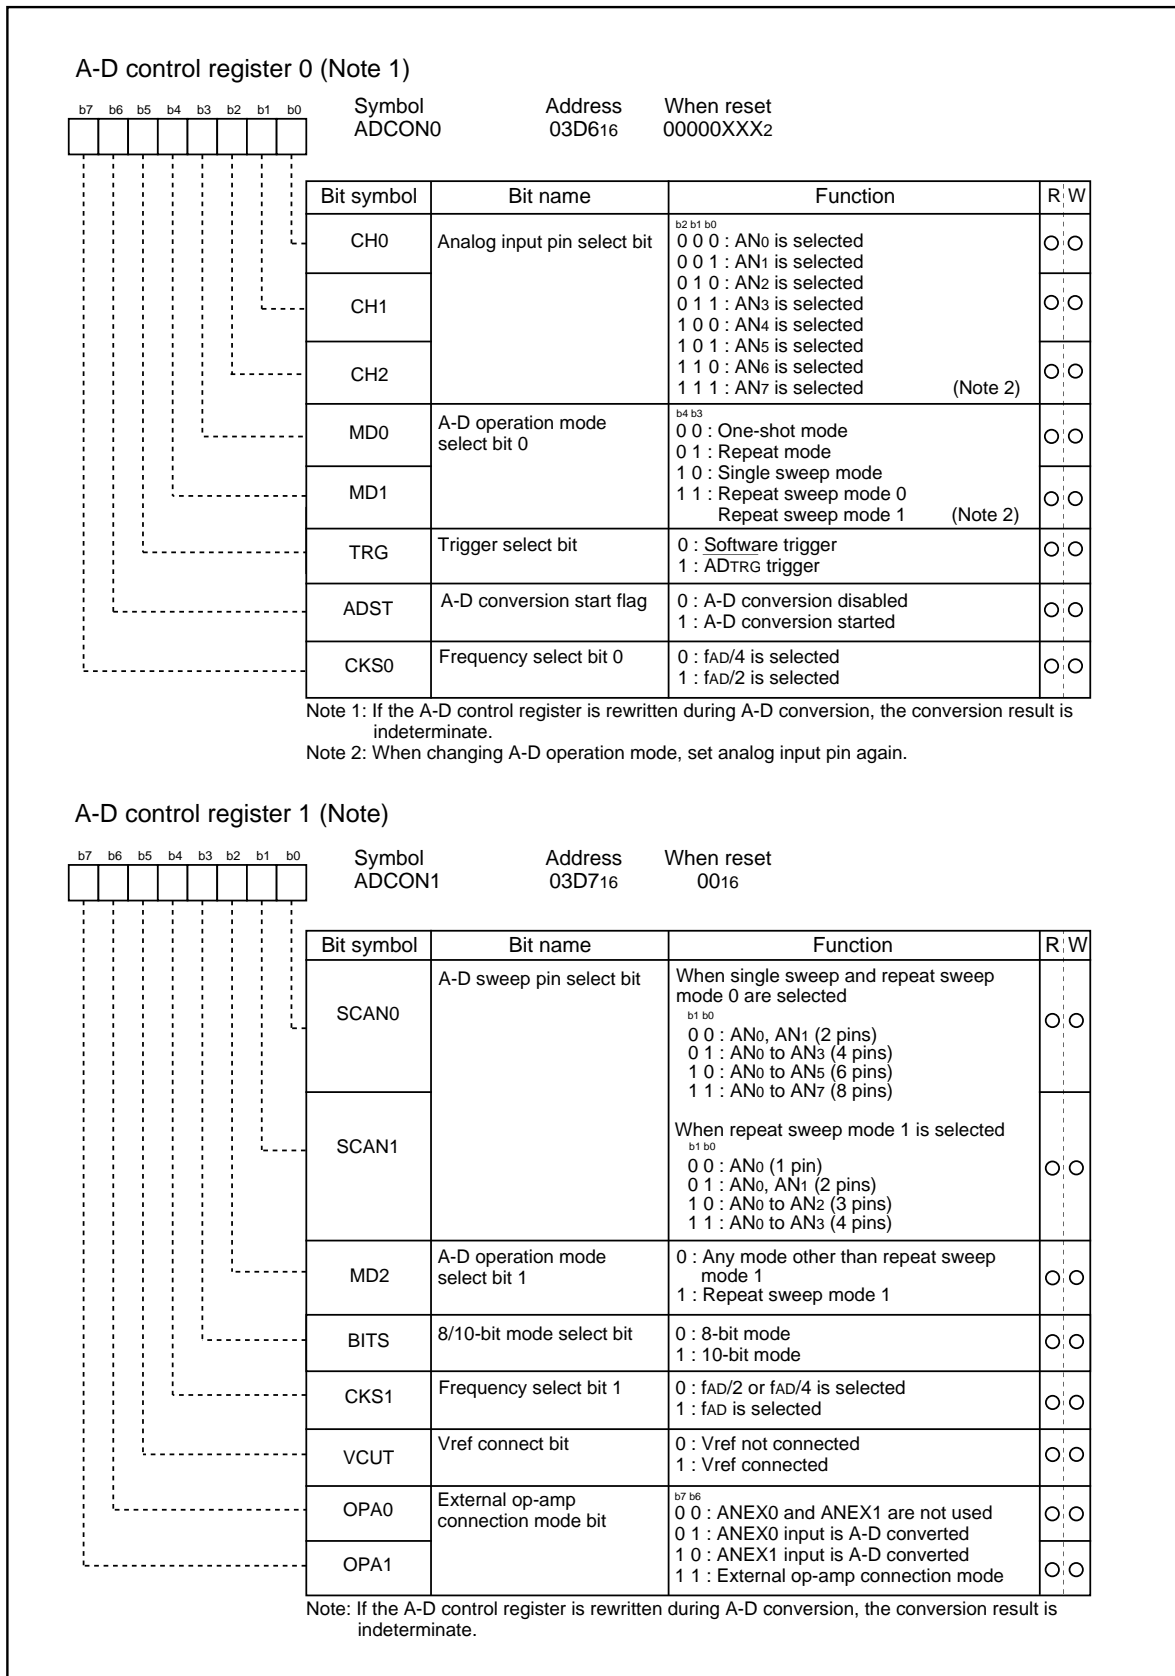 A-D control register 0 (Note 1)
b7 b6 b5 b4 b3 b2 b1 b0
Symbol Address When reset
ADCON0 03D616 00000XXX2
Bit symbol Bit name Function R W
CH0 Analog input pin select bit
b2 b1 b0
0 0 0 : AN0 is selected
0 0 1 : AN1 is selected
0 1 0 : AN2 is selected
CH1
0 1 1 : AN3 is selected
1 0 0 : AN4 is selected
1 0 1 : AN5 is selected
CH2
1 1 0 : AN6 is selected
1 1 1 : AN7 is selected (Note 2)
MD0 A-D operation mode
select bit 0
b4 b3
0 0 : One-shot mode
0 1 : Repeat mode
1 0 : Single sweep mode
MD1
1 1 : Repeat sweep mode 0
Repeat sweep mode 1 (Note 2)
TRG Trigger select bit 0 : Software trigger
1 : ADTRG trigger
ADST A-D conversion start flag 0 : A-D conversion disabled
1 : A-D conversion started
CKS0 Frequency select bit 0 0 : fAD/4 is selected
1 : fAD/2 is selected
Note 1: If the A-D control register is rewritten during A-D conversion, the conversion result is
indeterminate.
Note 2: When changing A-D operation mode, set analog input pin again.
A-D control register 1 (Note)
b7 b6 b5 b4 b3 b2 b1 b0
Symbol Address When reset
ADCON1 03D716 0016
Bit symbol Bit name Function R W
SCAN0 A-D sweep pin select bit
When single sweep and repeat sweep
mode 0 are selected
b1 b0
0 0 : AN0, AN1 (2 pins)
0 1 : AN0 to AN3 (4 pins)
1 0 : AN0 to AN5 (6 pins)
1 1 : AN0 to AN7 (8 pins)
SCAN1
When repeat sweep mode 1 is selected
b1 b0
0 0 : AN0 (1 pin)
0 1 : AN0, AN1 (2 pins)
1 0 : AN0 to AN2 (3 pins)
1 1 : AN0 to AN3 (4 pins)
MD2 A-D operation mode
select bit 1
0 : Any mode other than repeat sweep
mode 1
1 : Repeat sweep mode 1
BITS 8/10-bit mode select bit 0 : 8-bit mode
1 : 10-bit mode
CKS1 Frequency select bit 1 0 : fAD/2 or fAD/4 is selected
1 : fAD is selected
VCUT Vref connect bit 0 : Vref not connected
1 : Vref connected
OPA0 External op-amp
connection mode bit
b7 b6
0 0 : ANEX0 and ANEX1 are not used
0 1 : ANEX0 input is A-D converted
OPA1
1 0 : ANEX1 input is A-D converted
1 1 : External op-amp connection mode
Note: If the A-D control register is rewritten during A-D conversion, the conversion result is
indeterminate.